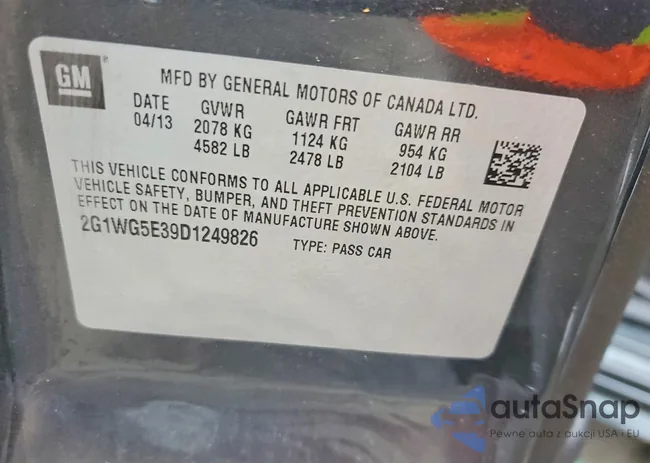 GM
MFD BY GENERAL MOTORS OF CANADA LTD.
DATE GVWR GAWR FRT GAWR RR
04/13 2078 KG 1124 KG 954 KG
4582 LB 2478 LB 2104 LB
THIS VEHICLE CONFORMS TO ALL APPLICABLE U.S. FEDERAL MOTOR
VEHICLE SAFETY, BUMPER, AND THEFT PREVENTION STANDARDS IN
EFFECT ON THE DATE OF MANUFACTURE SHOWN ABOVE.
2G1WG5E39D1249826 TYPE: PASS CAR
autaSnap
Pewne auta z aukcji USA i EU